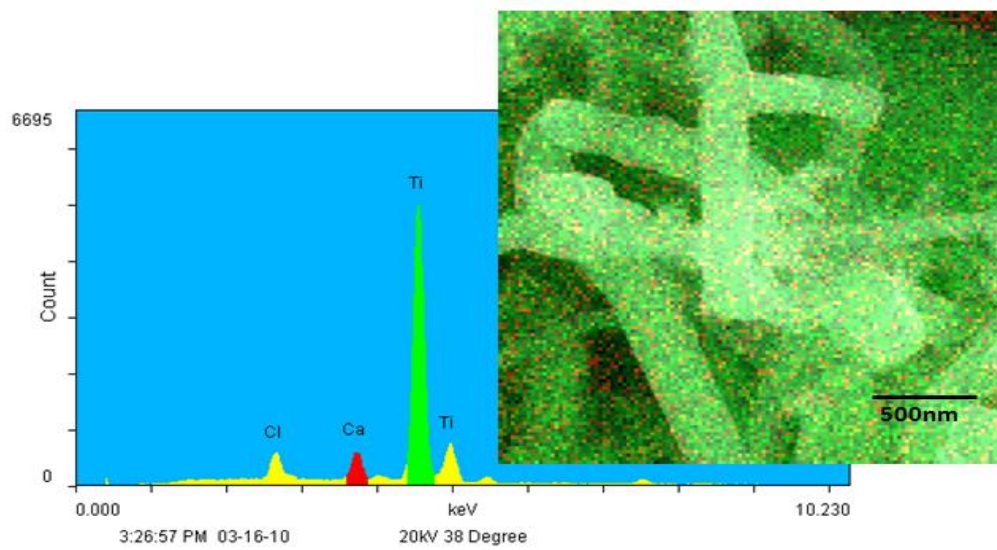 6695
Ti
Count
Cl
Ca
Ti
500nm
0
0.000
keV
10.230
3:26:57 PM 03-16-10
20kV 38 Degree